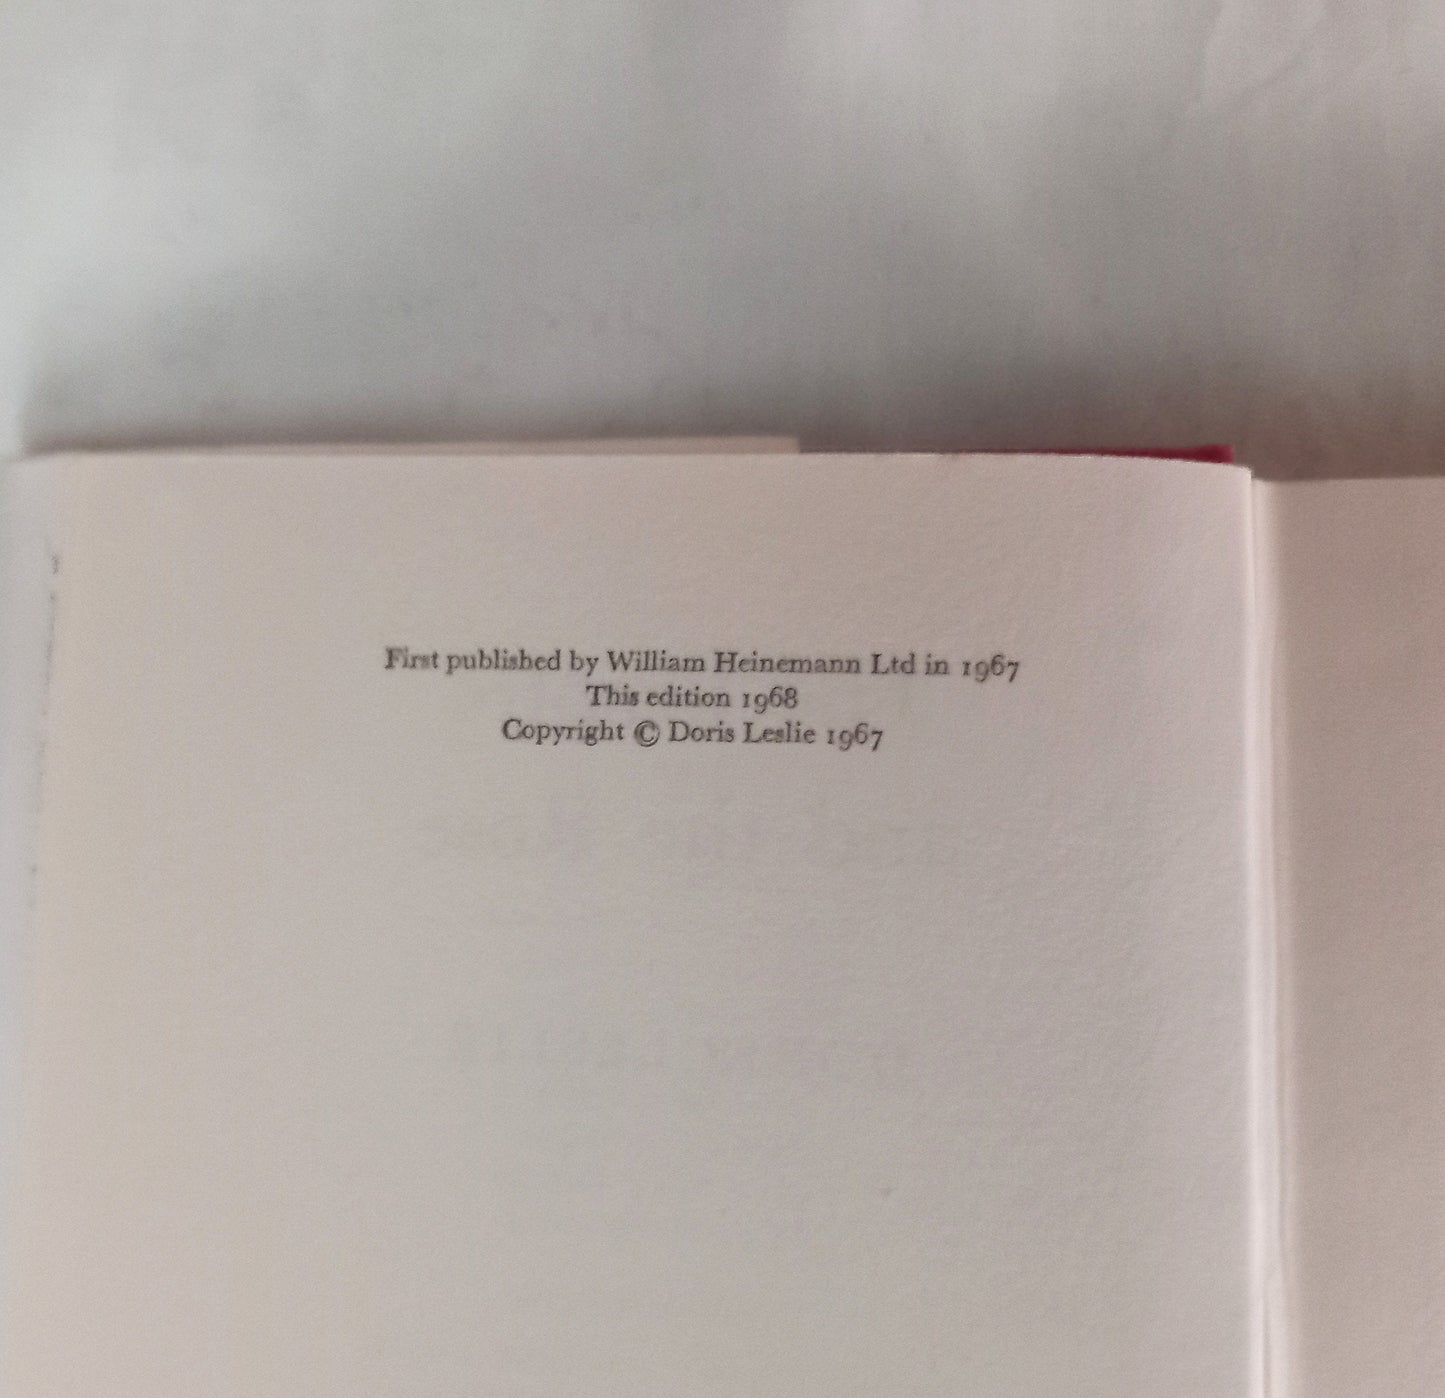 First published by William Heinemann Ltd in 1967
This edition 1968
Copyright © Doris Leslie 1967